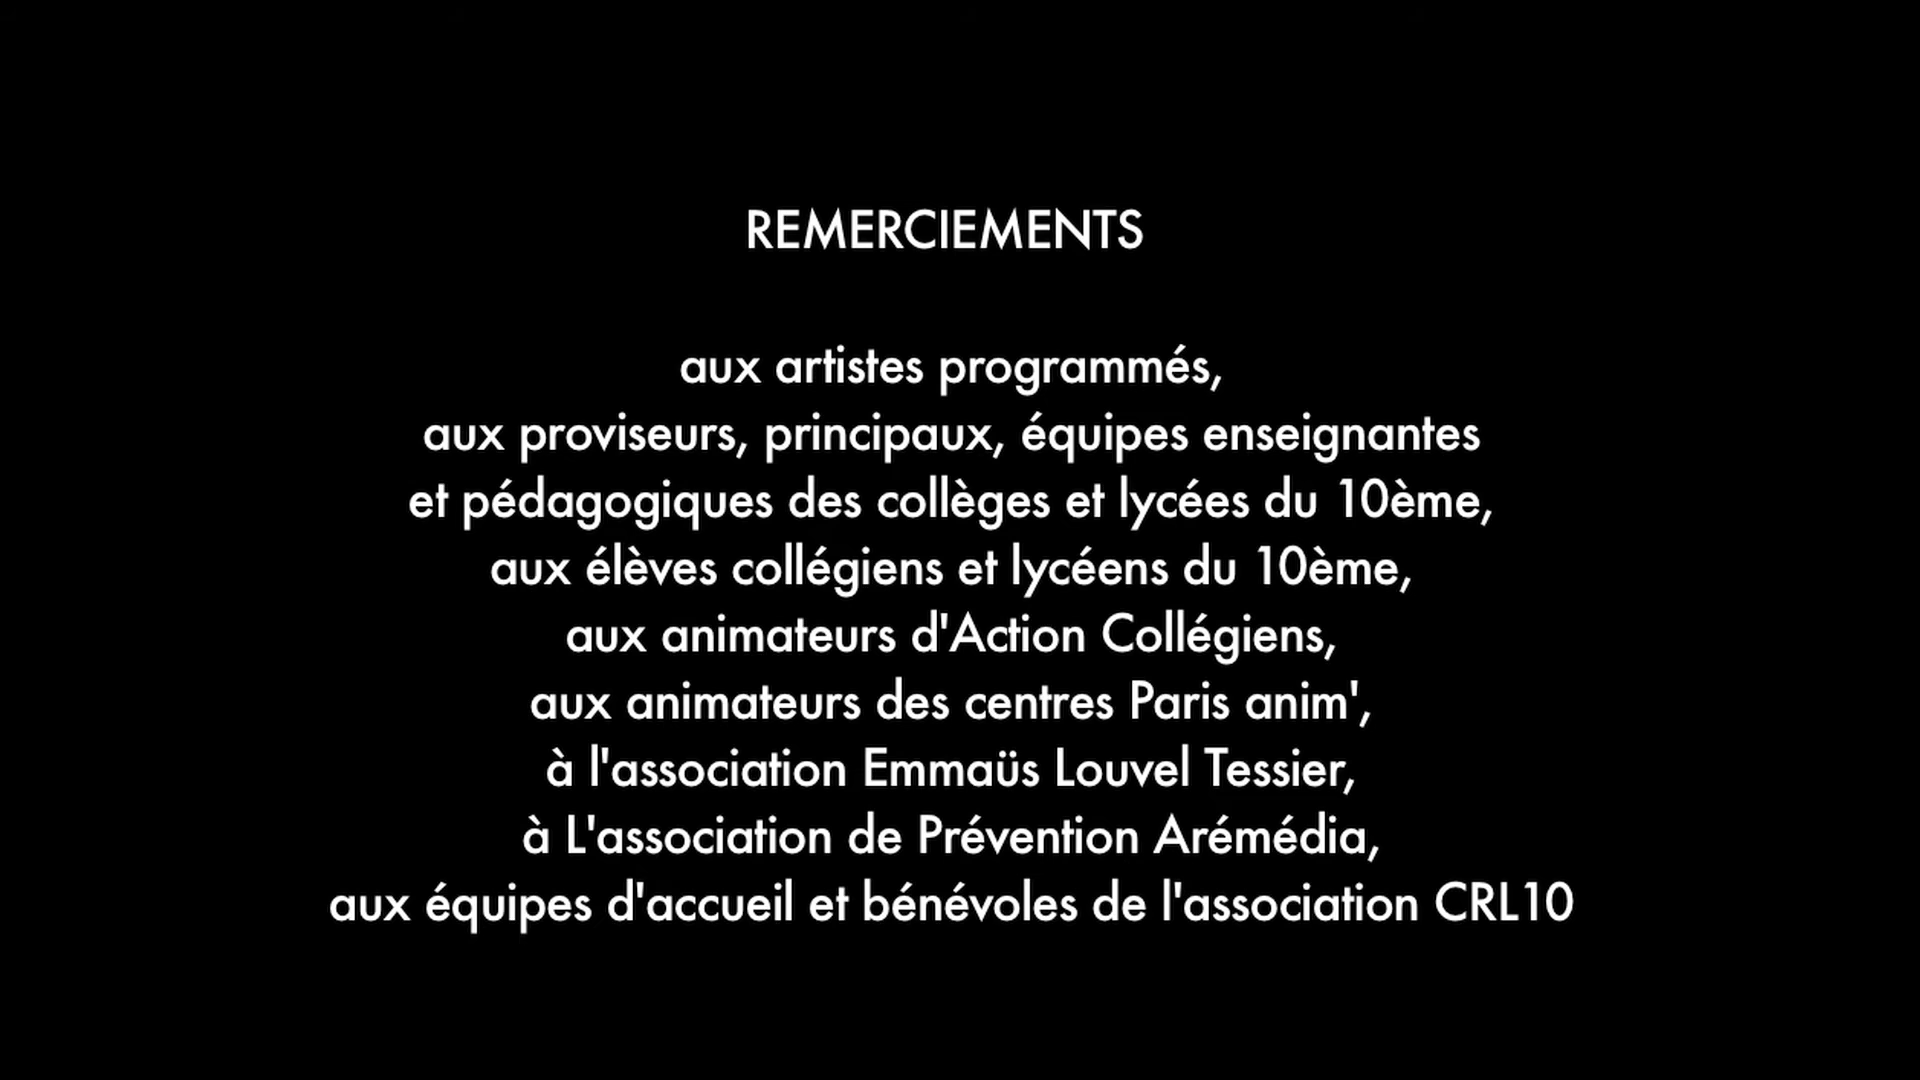 REMERCIEMENTS
aux artistes programmés,
aux proviseurs, principaux, équipes enseignantes
et pédagogiques des collèges et lycées du 10ème,
aux élèves collégiens et lycéens du 10ème,
aux animateurs d'Action Collégiens,
aux animateurs des centres Paris anim',
à l'association Emmaüs Louvel Tessier,
à L'association de Prévention Arémédia,
aux équipes d'accueil et bénévoles de l'association CRL10